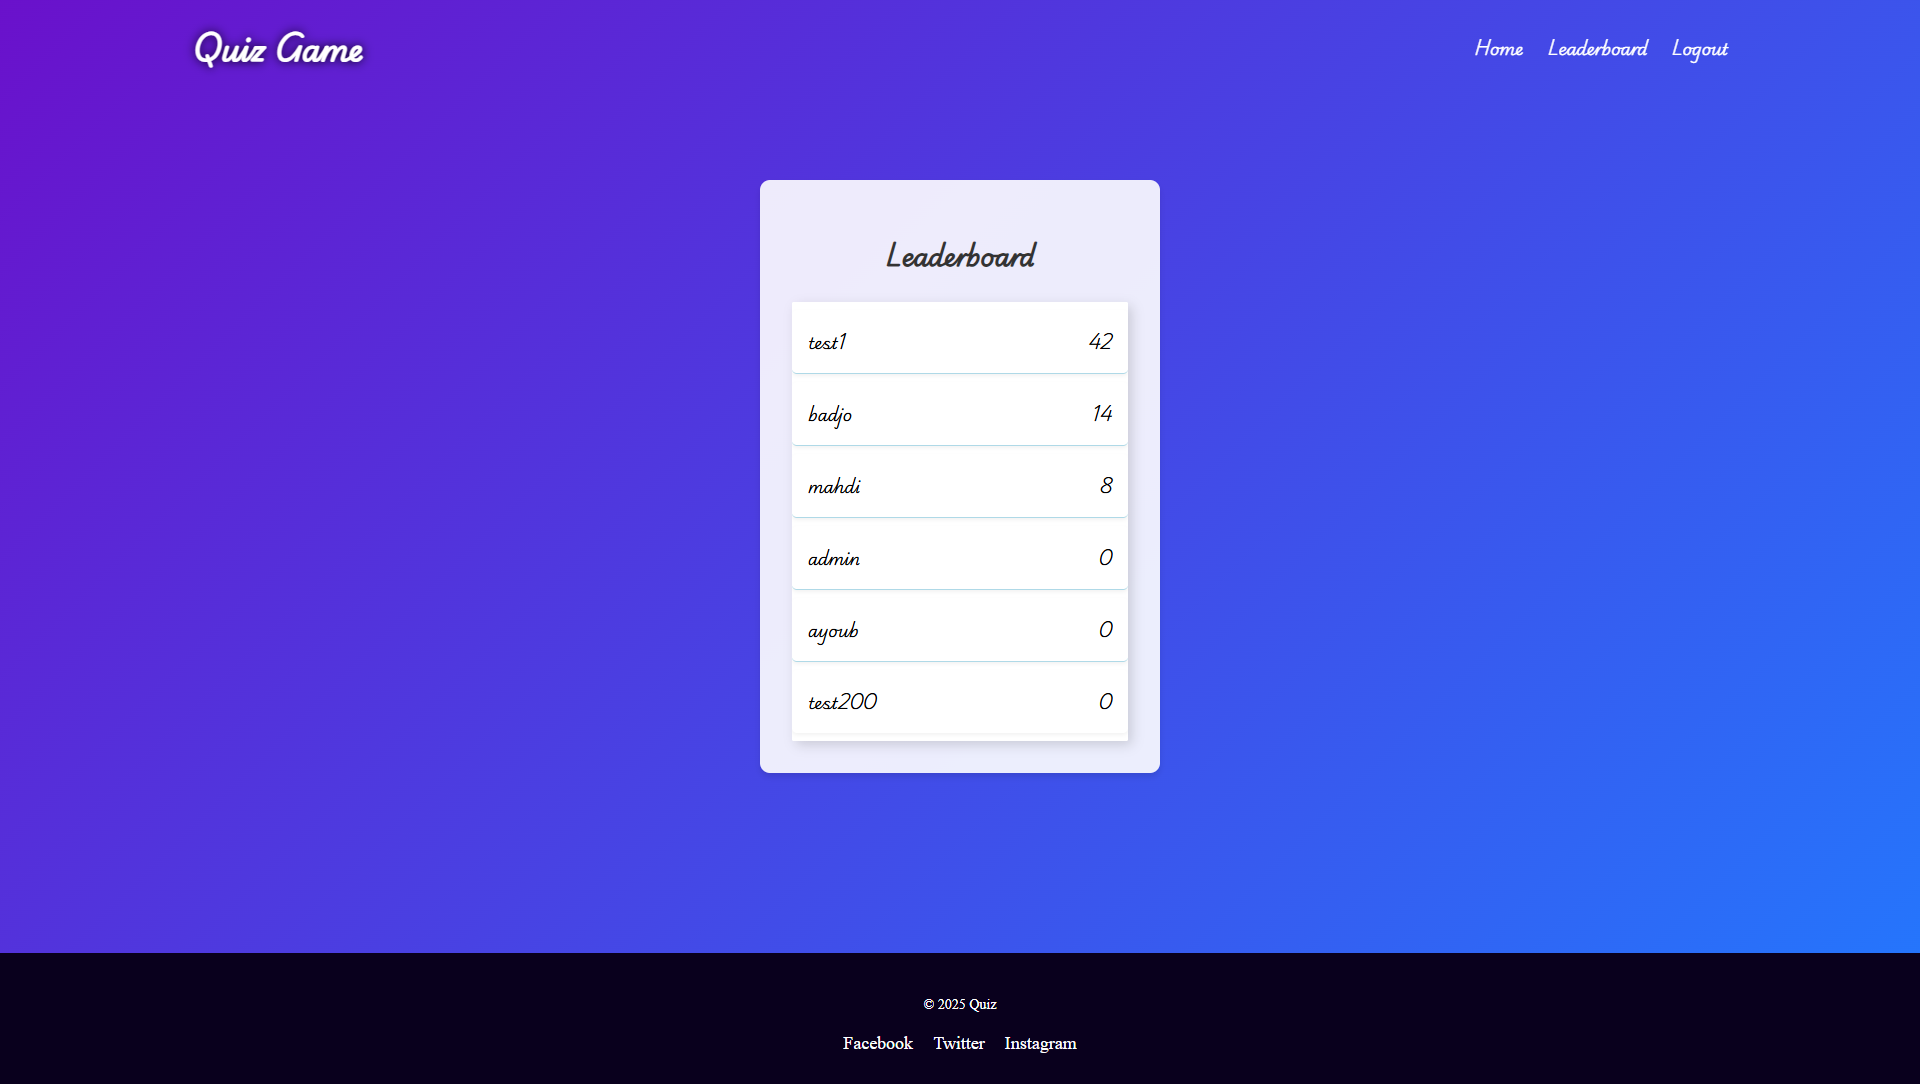 Quiz Game
Home Leaderboard Logout
Leaderboard
test1 42
badjo 14
mahdi 8
admin 0
ayoub 0
test200 0
© 2025 Quiz
Facebook Twitter Instagram